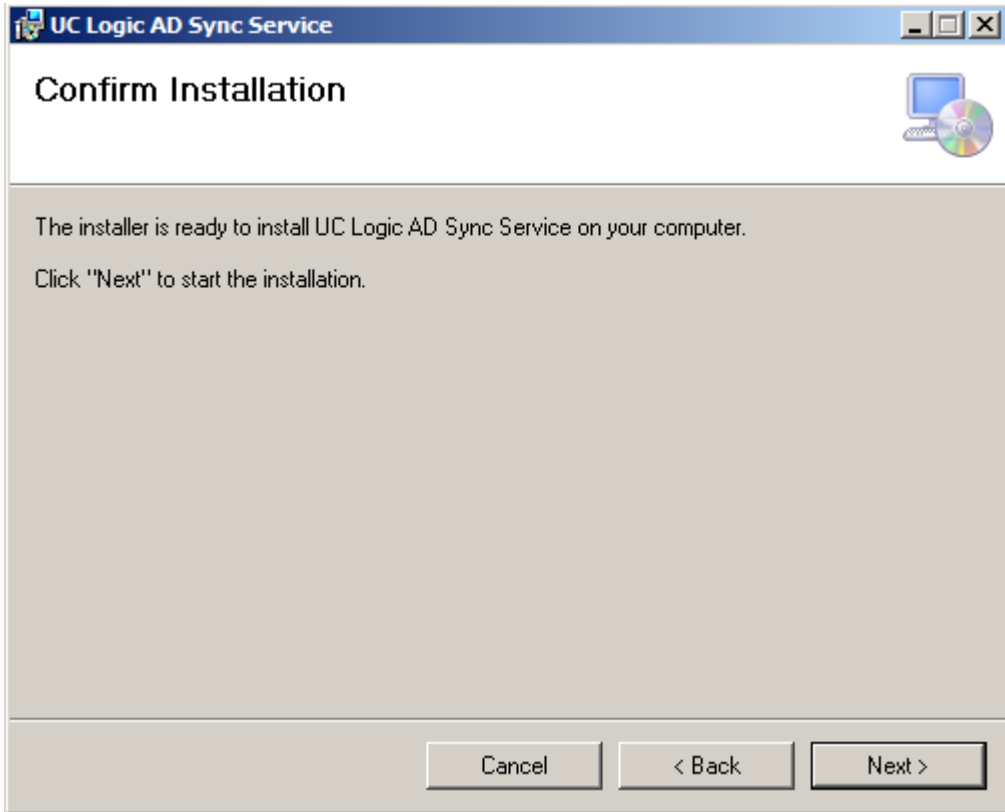 UC Logic AD Sync Service
Confirm Installation
The installer is ready to install UC Logic AD Sync Service on your computer.
Click "Next" to start the installation.
Cancel
< Back
Next >